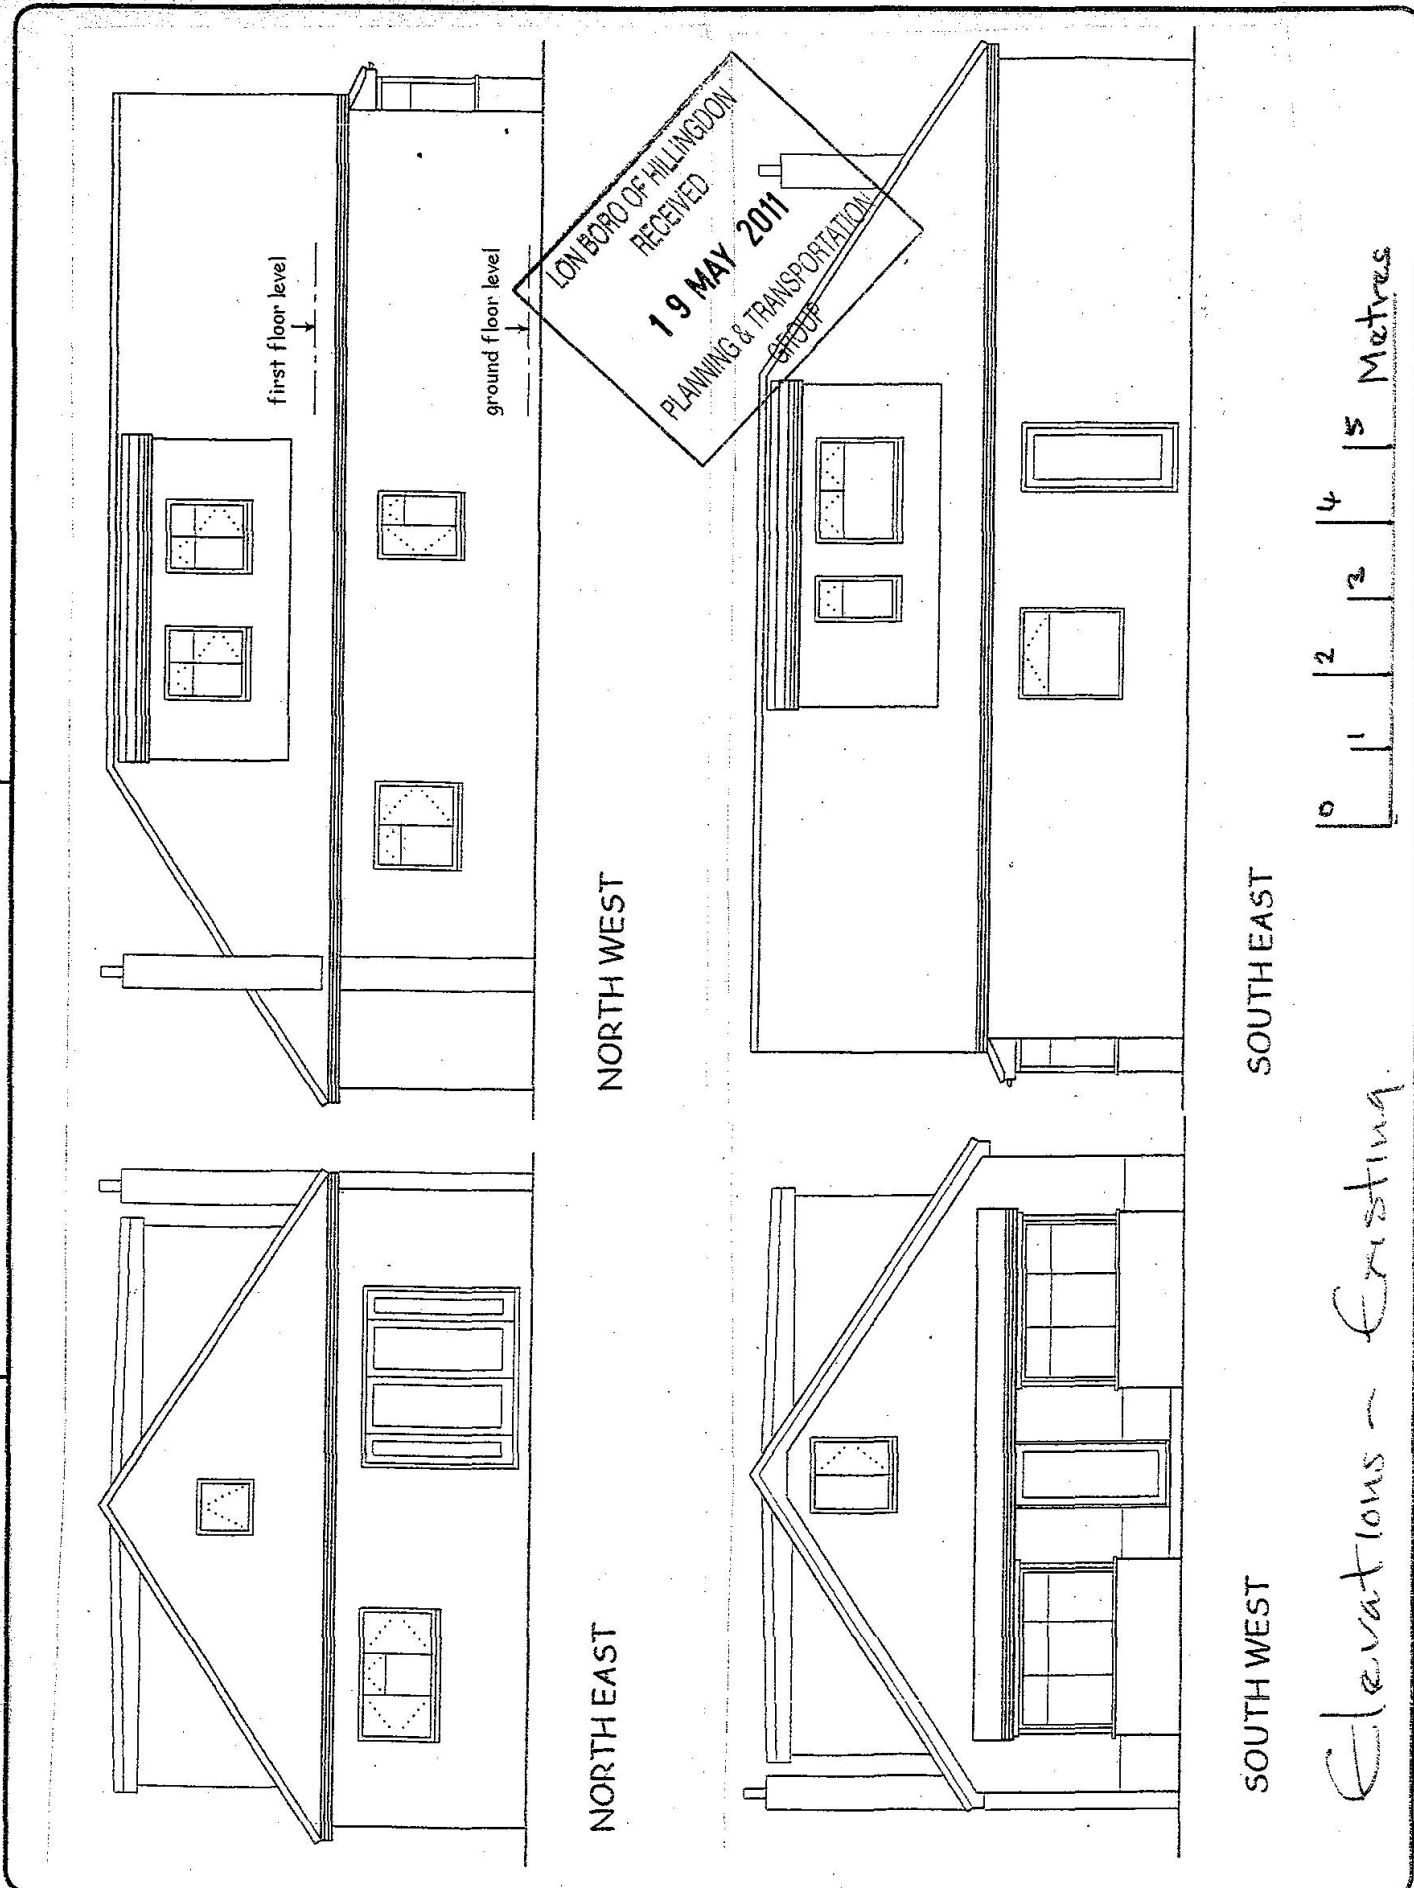 first floor level
ground floor level
NORTH EAST
NORTH WEST
LON BORO OF HILLINGDON
RECEIVED
19 MAY 2011
PLANNING & TRANSPORTATION
GROUP
SOUTH WEST
SOUTH EAST
Elevations - Existing.
0 1 2 3 4 5 Metres